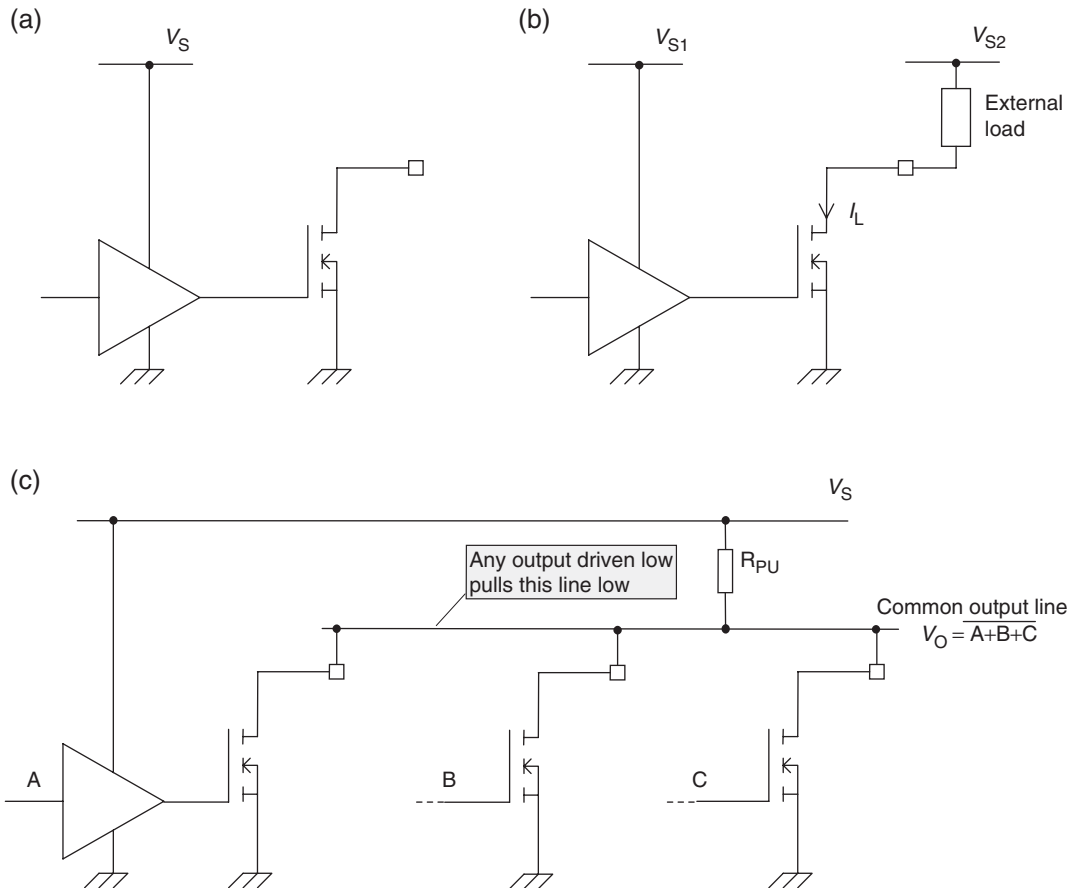 (a)
V_S
(b)
V_S1
V_S2
External
load
I_L
(c)
V_S
Any output driven low
pulls this line low
R_PU
Common output line
V_O = \overline{A+B+C}
A
B
C